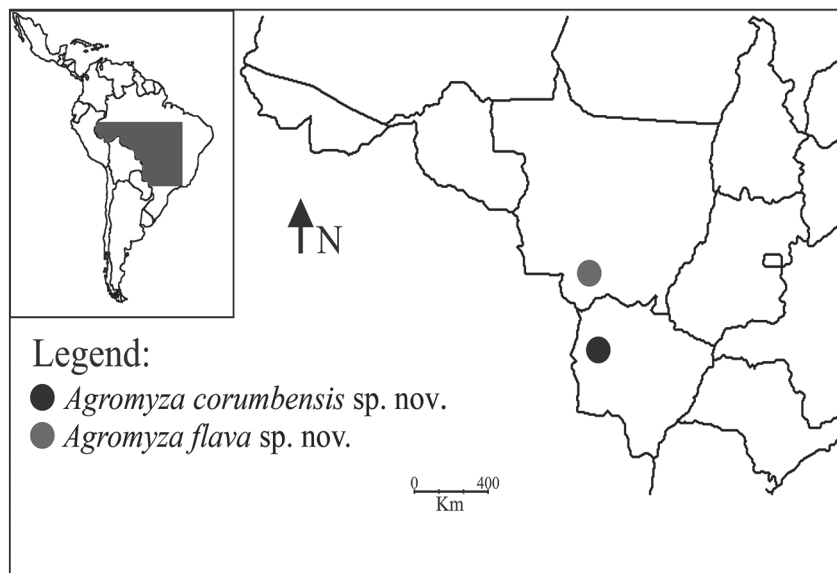 N
Legend:
Agromyza corumbensis sp. nov.
Agromyza flava sp. nov.
0 400
Km